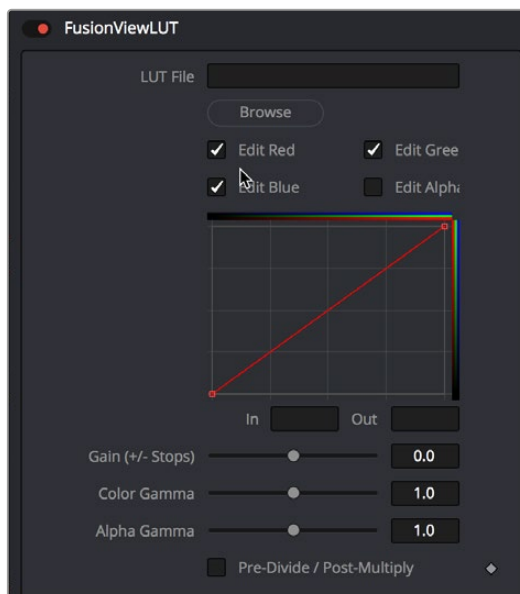 FusionViewLUT
LUT File
Browse
Edit Red Edit Gree
Edit Blue Edit Alpha
In Out
Gain (+/- Stops) 0.0
Color Gamma 1.0
Alpha Gamma 1.0
Pre-Divide / Post-Multiply